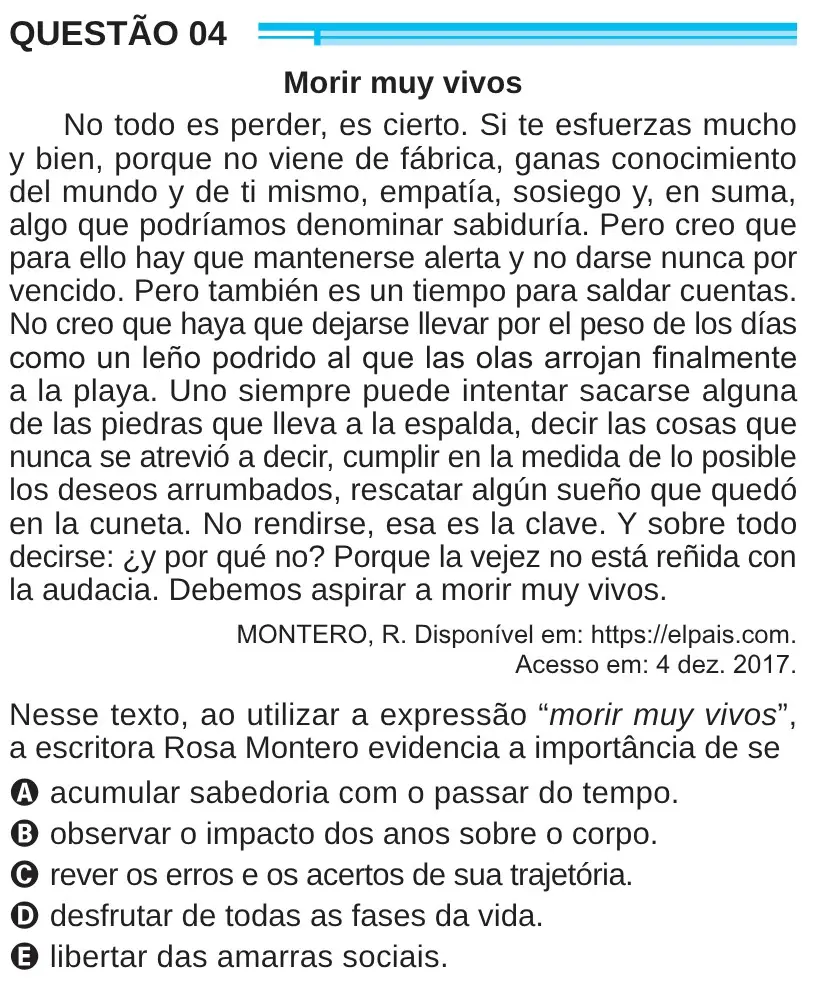 QUESTÃO 04
Morir muy vivos
No todo es perder, es cierto. Si te esfuerzas mucho
y bien, porque no viene de fábrica, ganas conocimiento
del mundo y de ti mismo, empatía, sosiego y, en suma,
algo que podríamos denominar sabiduría. Pero creo que
para ello hay que mantenerse alerta y no darse nunca por
vencido. Pero también es un tiempo para saldar cuentas.
No creo que haya que dejarse llevar por el peso de los días
como un leño podrido al que las olas arrojan finalmente
a la playa. Uno siempre puede intentar sacarse alguna
de las piedras que lleva a la espalda, decir las cosas que
nunca se atrevió a decir, cumplir en la medida de lo posible
los deseos arrumbados, rescatar algún sueño que quedó
en la cuneta. No rendirse, esa es la clave. Y sobre todo
decirse: ¿y por qué no? Porque la vejez no está reñida con
la audacia. Debemos aspirar a morir muy vivos.
MONTERO, R. Disponível em: https://elpais.com.
Acesso em: 4 dez. 2017.
Nesse texto, ao utilizar a expressão “morir muy vivos”,
a escritora Rosa Montero evidencia a importância de se
A acumular sabedoria com o passar do tempo.
B observar o impacto dos anos sobre o corpo.
C rever os erros e os acertos de sua trajetória.
D desfrutar de todas as fases da vida.
E libertar das amarras sociais.